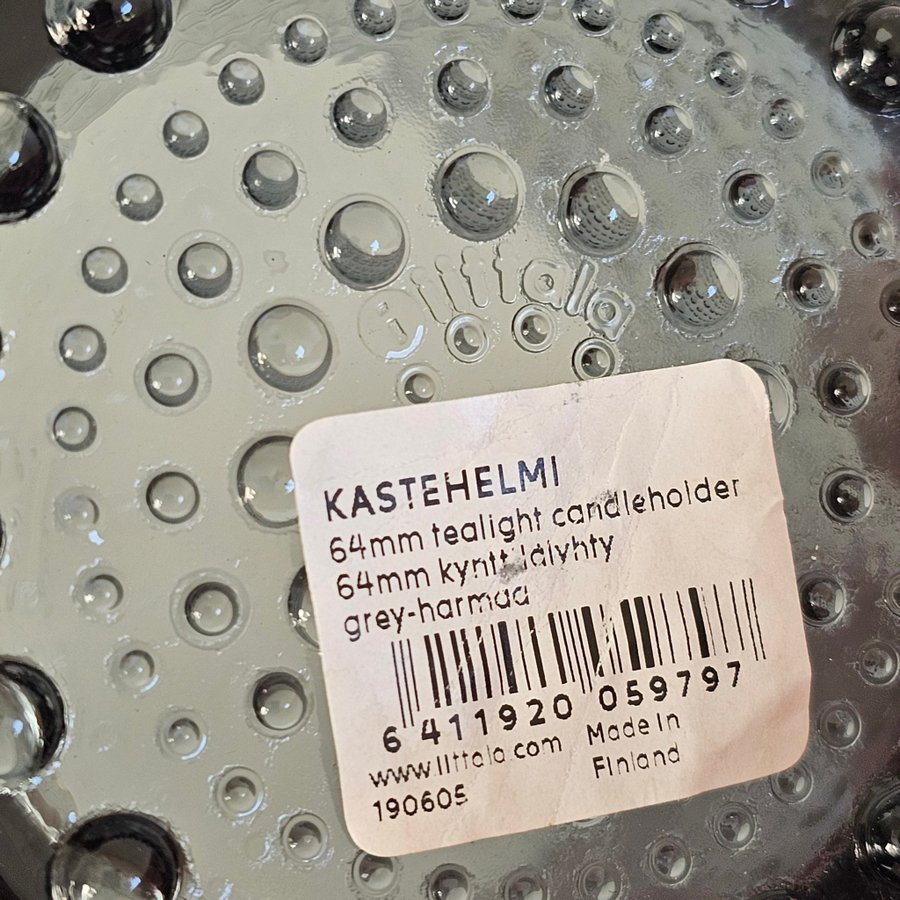 iittala
KASTEHELMI
64mm tealight candleholder
64mm kynttilälyhty
grey-harmaa
6 411920 059797
www.iittala.com
Made in
Finland
190605